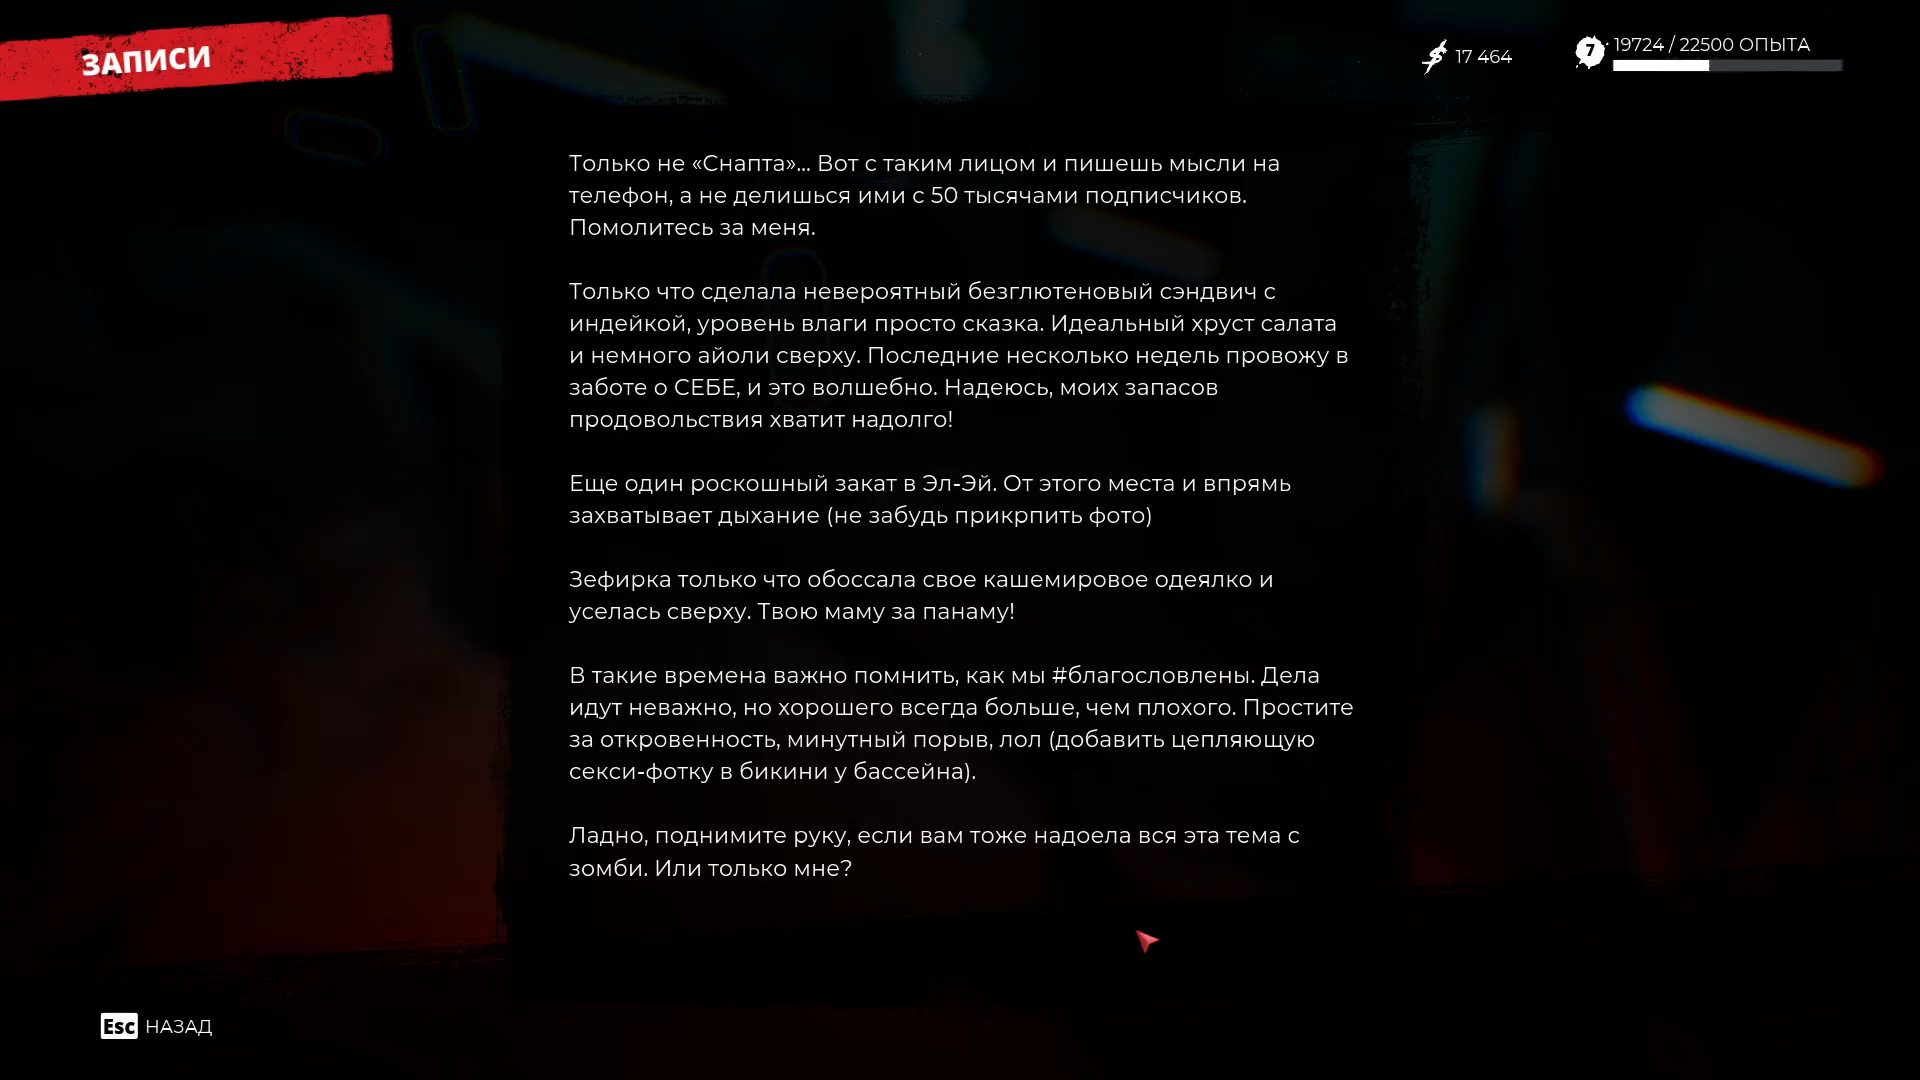 ЗАПИСИ
17 464
7
19724 / 22500 ОПЫТА
Только не «Снапта»... Вот с таким лицом и пишешь мысли на
телефон, а не делишься ими с 50 тысячами подписчиков.
Помолитесь за меня.
Только что сделала невероятный безглютеновый сэндвич с
индейкой, уровень влаги просто сказка. Идеальный хруст салата
и немного айоли сверху. Последние несколько недель провожу в
заботе о СЕБЕ, и это волшебно. Надеюсь, моих запасов
продовольствия хватит надолго!
Еще один роскошный закат в Эл-Эй. От этого места и впрямь
захватывает дыхание (не забудь прикрпить фото)
Зефирка только что обоссала свое кашемировое одеялко и
уселась сверху. Твою маму за панаму!
В такие времена важно помнить, как мы #благословлены. Дела
идут неважно, но хорошего всегда больше, чем плохого. Простите
за откровенность, минутный порыв, лол (добавить цепляющую
секси-фотку в бикини у бассейна).
Ладно, поднимите руку, если вам тоже надоела вся эта тема с
зомби. Или только мне?
Esc НАЗАД